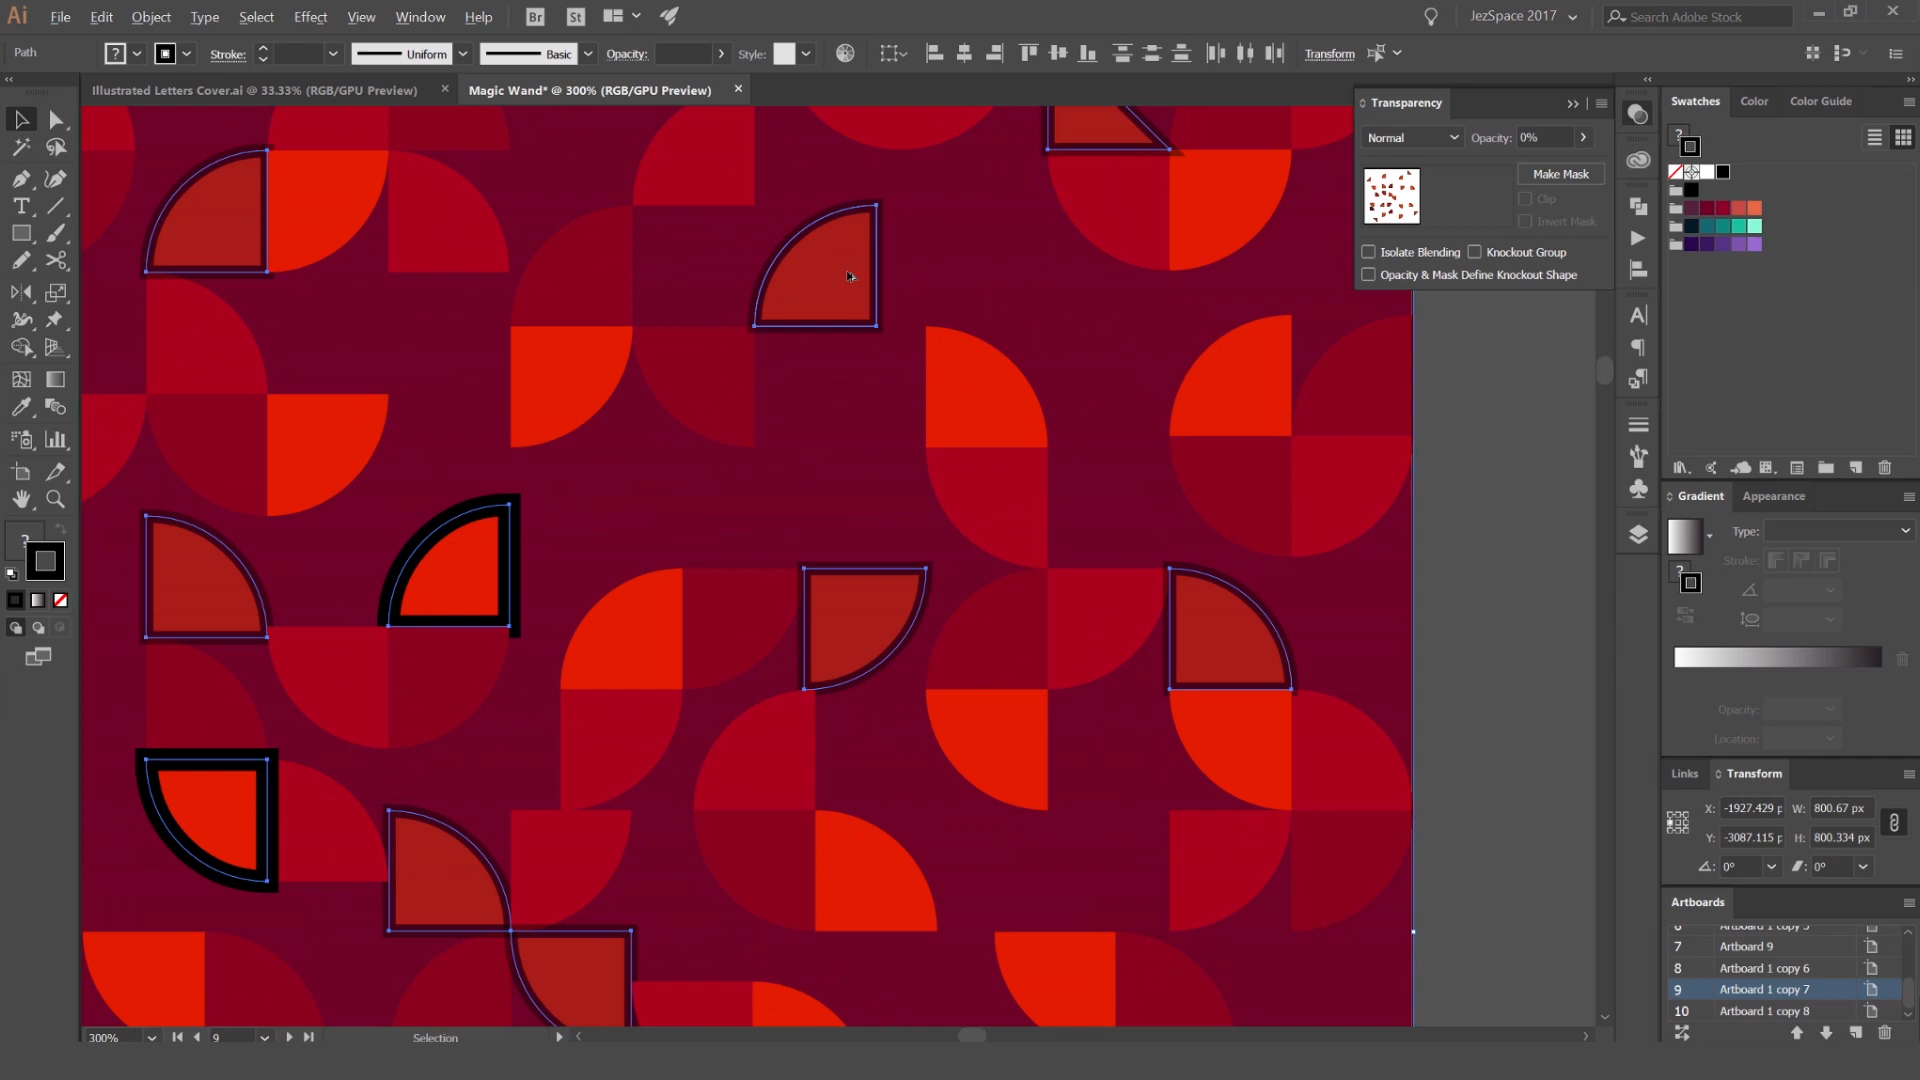 Ai File Edit Object Type Select Effect View Window Help Br St JezSpace 2017 Search Adobe Stock
Path ? Stroke: Uniform Basic Opacity: Style: Transform
Illustrated Letters Cover.ai @ 33.33% (RGB/GPU Preview) × Magic Wand* @ 300% (RGB/GPU Preview) ×
Transparency
Normal Opacity: 0%
Make Mask
Clip
Invert Mask
Isolate Blending Knockout Group
Opacity & Mask Define Knockout Shape
Swatches Color Color Guide
?
Gradient Appearance
Type:
Stroke:
?
Opacity:
Location:
Links Transform
X: -1927.429 p W: 800.67 px
Y: -3087.115 p H: 800.334 px
0° 0°
Artboards
6 Artboard 1 copy 5
7 Artboard 9
8 Artboard 1 copy 6
9 Artboard 1 copy 7
10 Artboard 1 copy 8
?
300% 9 Selection